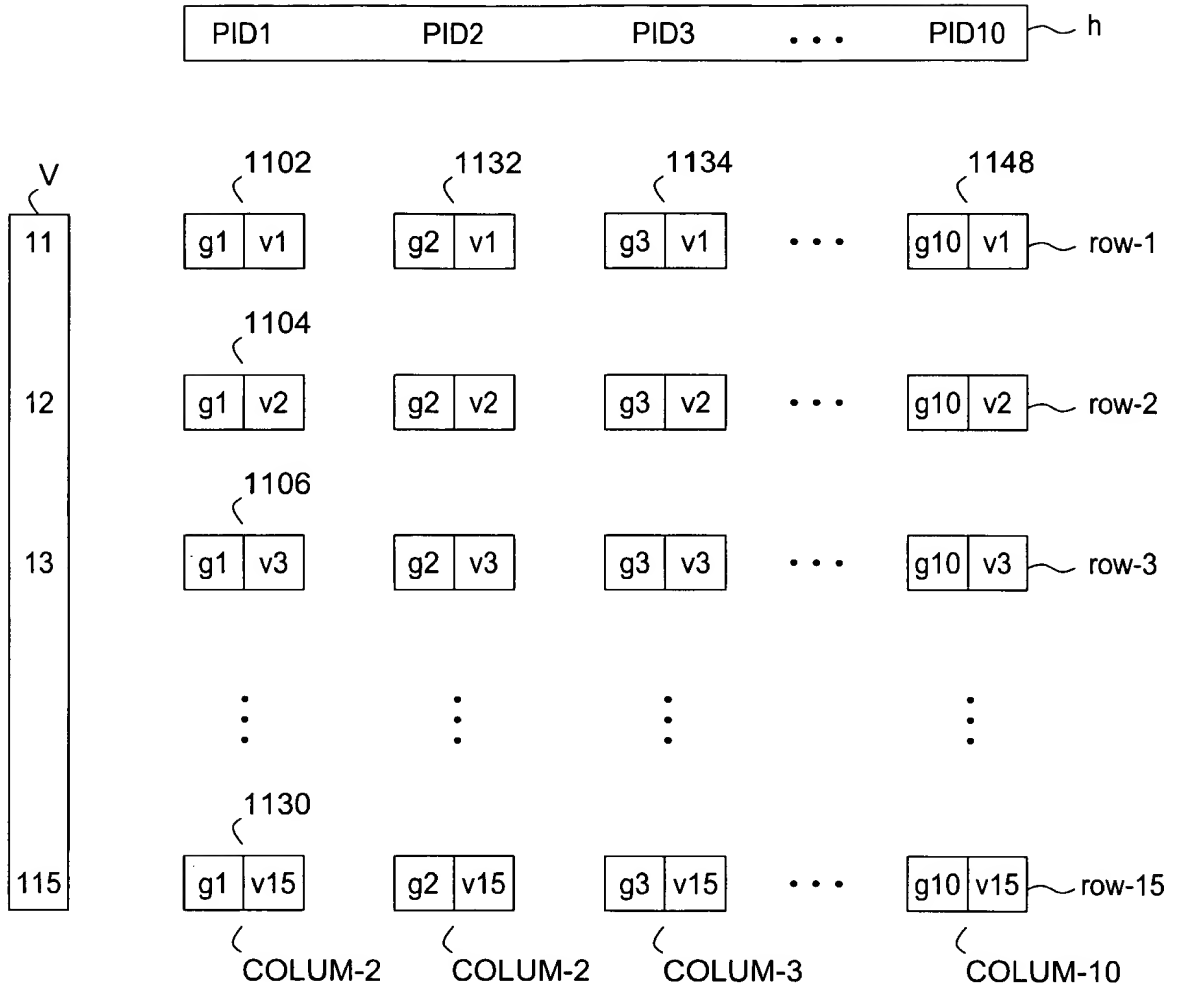 PID1 PID2 PID3 • • • PID10 h
V 1102 1132 1134 1148
11 g1 v1 g2 v1 g3 v1 • • • g10 v1 row-1
1104
12 g1 v2 g2 v2 g3 v2 • • • g10 v2 row-2
1106
13 g1 v3 g2 v3 g3 v3 • • • g10 v3 row-3
1130
115 g1 v15 g2 v15 g3 v15 • • • g10 v15 row-15
COLUM-2 COLUM-2 COLUM-3 COLUM-10